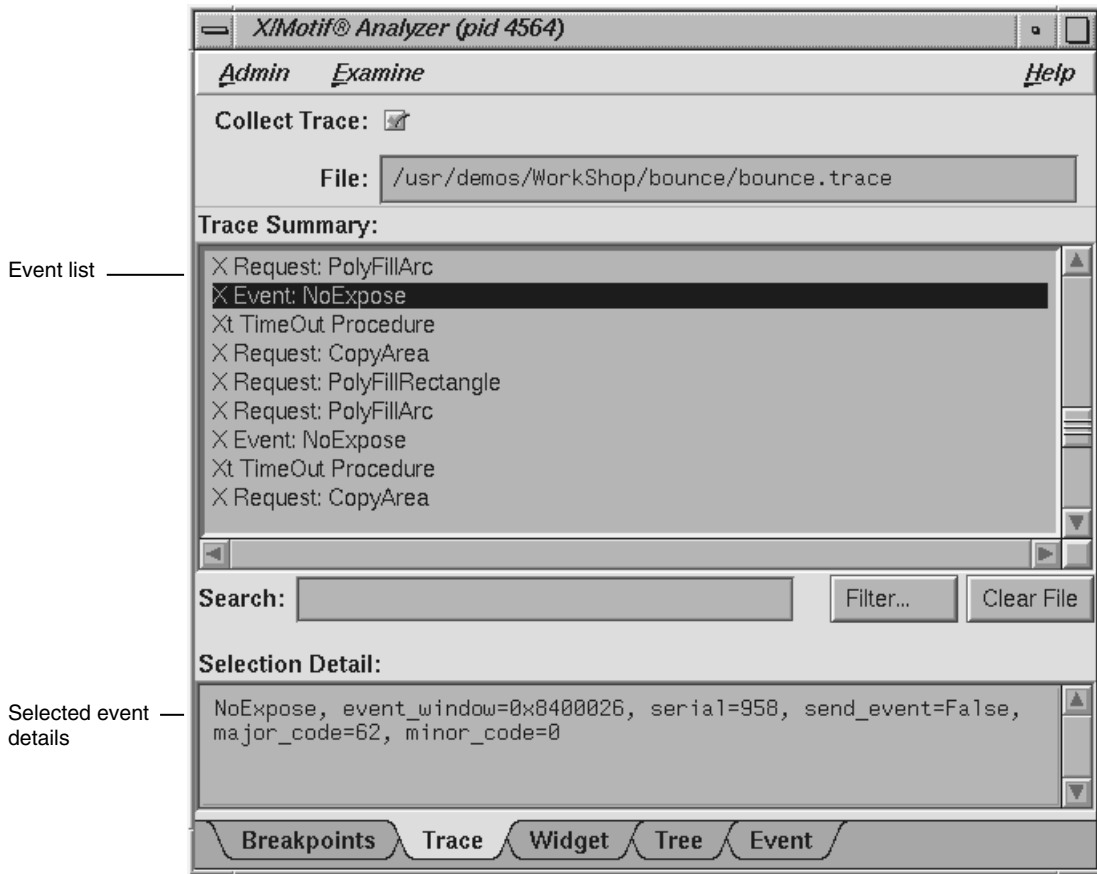 X/Motif® Analyzer (pid 4564)
Admin Examine Help
Collect Trace:
File: /usr/demos/WorkShop/bounce/bounce.trace
Trace Summary:
Event list
X Request: PolyFillArc
X Event: NoExpose
Xt TimeOut Procedure
X Request: CopyArea
X Request: PolyFillRectangle
X Request: PolyFillArc
X Event: NoExpose
Xt TimeOut Procedure
X Request: CopyArea
Search: Filter... Clear File
Selection Detail:
Selected event
details
NoExpose, event_window=0x8400026, serial=958, send_event=False,
major_code=62, minor_code=0
Breakpoints Trace Widget Tree Event